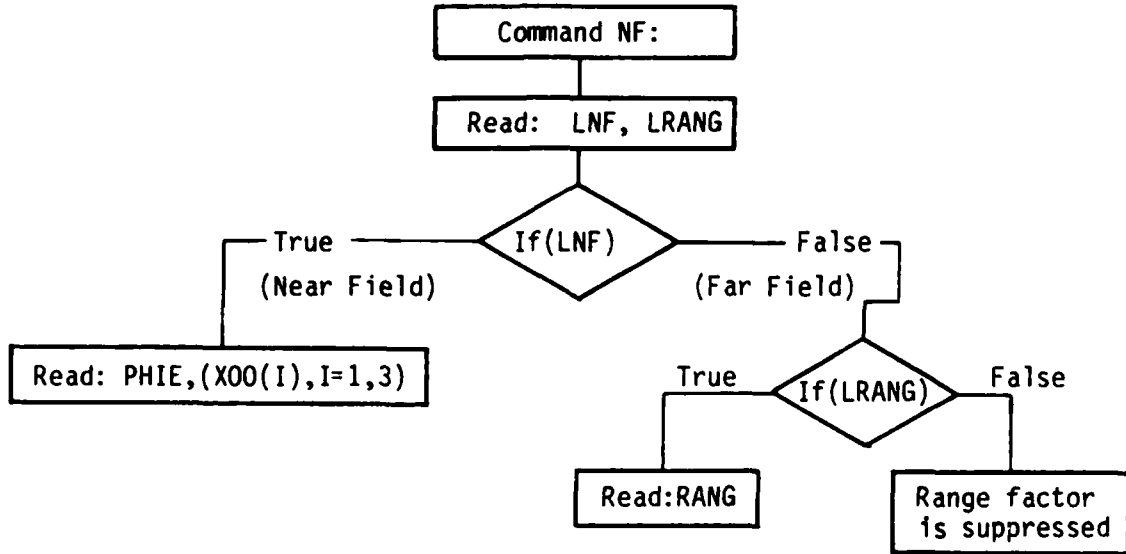 Command NF:
Read: LNF, LRANG
If(LNF)
True
(Near Field)
False
(Far Field)
Read: PHIE,(XOO(I),I=1,3)
If(LRANG)
True
False
Read:RANG
Range factor
is suppressed